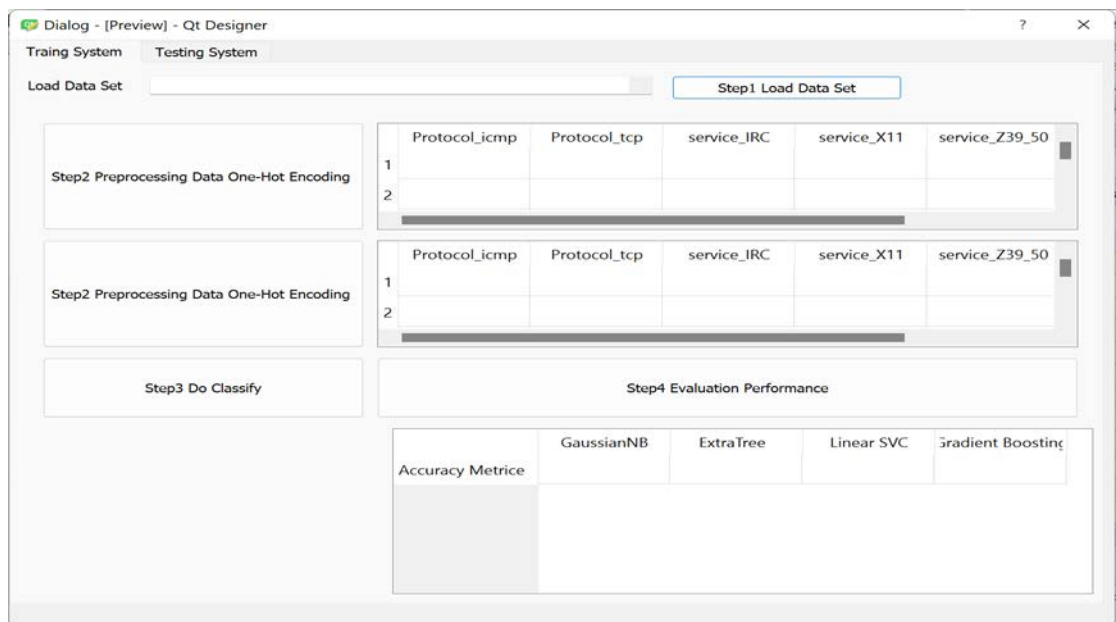 Dialog - [Preview] - Qt Designer
? ×
Traing System Testing System
Load Data Set Step1 Load Data Set
Protocol_icmp Protocol_tcp service_IRC service_X11 service_Z39_50
1
Step2 Preprocessing Data One-Hot Encoding
2
Protocol_icmp Protocol_tcp service_IRC service_X11 service_Z39_50
1
Step2 Preprocessing Data One-Hot Encoding
2
Step3 Do Classify Step4 Evaluation Performance
GaussianNB ExtraTree Linear SVC Gradient Boosting
Accuracy Metrice